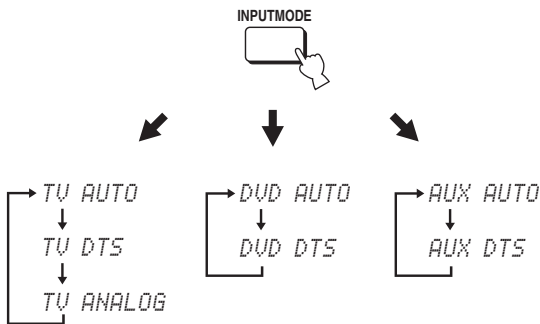 INPUTMODE
TV AUTO
TV DTS
TV ANALOG
DVD AUTO
DVD DTS
AUX AUTO
AUX DTS